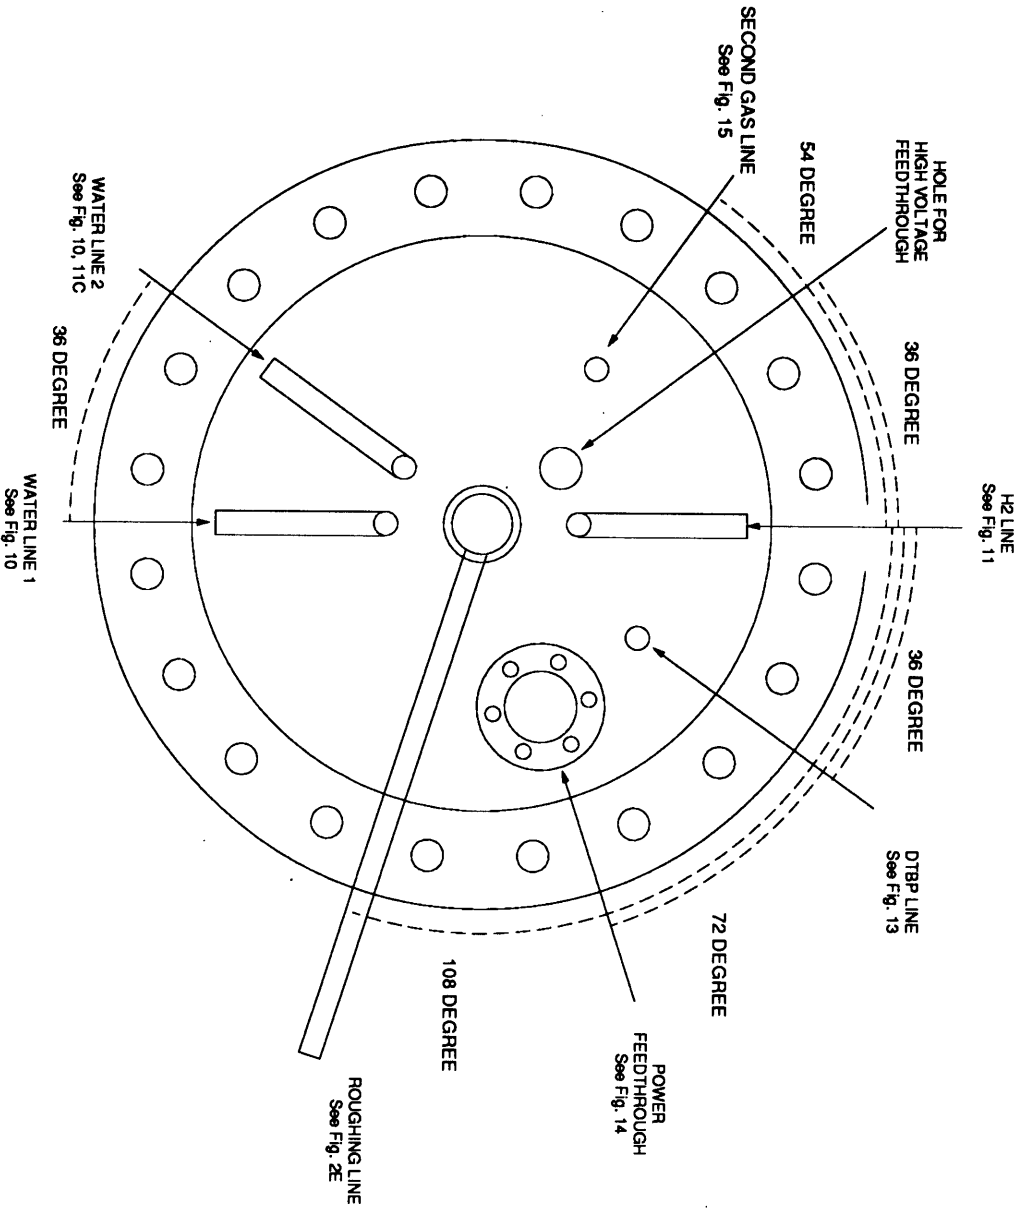 SECOND GAS LINE
See Fig. 15
54 DEGREE
HOLE FOR
HIGH VOLTAGE
FEEDTHROUGH
36 DEGREE
H2 LINE
See Fig. 11
36 DEGREE
DTBP LINE
See Fig. 13
72 DEGREE
POWER
FEEDTHROUGH
See Fig. 14
108 DEGREE
ROUGHING LINE
See Fig. 2E
WATER LINE 1
See Fig. 10
36 DEGREE
WATER LINE 2
See Fig. 10, 11C